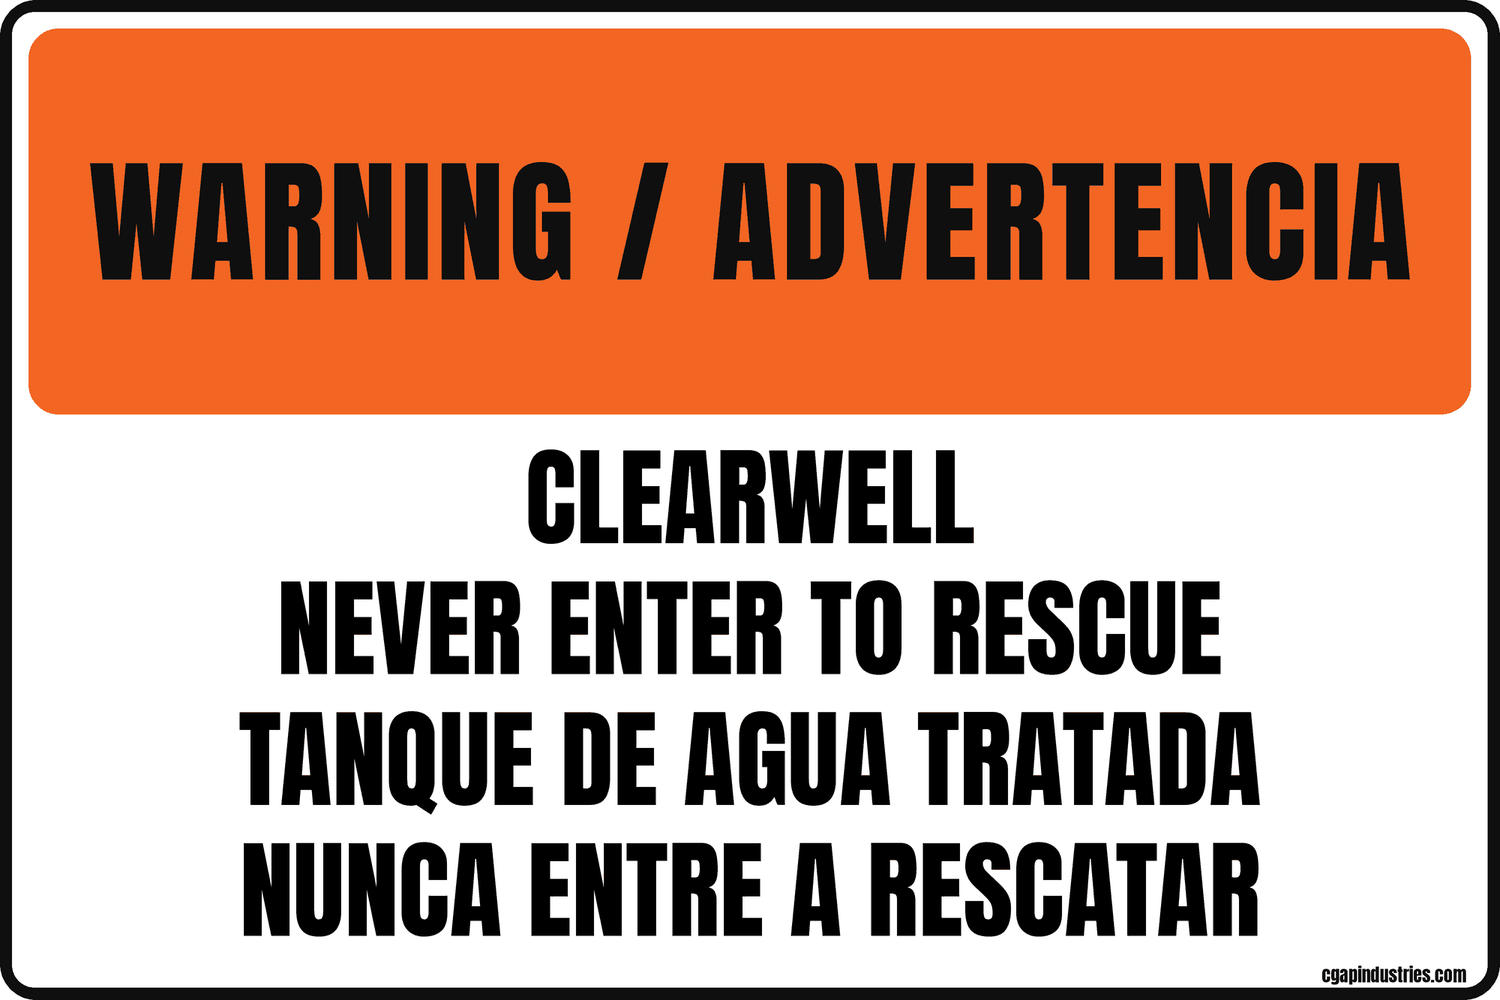 WARNING / ADVERTENCIA
CLEARWELL
NEVER ENTER TO RESCUE
TANQUE DE AGUA TRATADA
NUNCA ENTRE A RESCATAR
cgapindustries.com